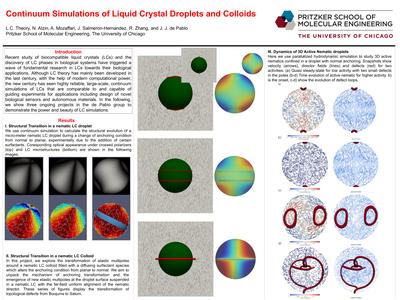 Continuum Simulations of Liquid Crystal Droplets and Colloids
L.C. Theory, N. Atzin, A. Mozaffari, J. Salmeron-Hernandez, R. Zhang, and J. J. de Pablo
Pritzker School of Molecular Engineering, The University of Chicago
PRITZKER SCHOOL OF
MOLECULAR ENGINEERING
THE UNIVERSITY OF CHICAGO
Introduction
Recent study of biocompatible liquid crystals (LCs) and the
discovery of LC phases in biological systems have triggered a
wave of fundamental research in LCs towards their biological
applications. Although LC theory has mainly been developed in
the last century, with the help of modern computational power,
the new century has seen highly reliable, large-scale, continuum
simulations of LCs that are comparable to and capable of
guiding experiments for applications including design of novel
biological sensors and autonomous materials. In the following,
we show three ongoing projects in the de Pablo group to
demonstrate the power and beauty of LC simulations.
Results
I. Structural Transition in a nematic LC droplet
We use continuum simulation to calculate the structural evolution of a
micro-meter nematic LC droplet during a change of anchoring condition
from normal to planar, experimentally due to the addition of certain
surfactants. Corresponding optical appearance under crossed polarizers
(top) and LC microstructures (bottom) are shown in the following
images.
II. Structural Transition in a nematic LC Colloid
In this project, we explore the transformation of elastic multipoles
around a nematic LC colloid filled with a diffusing surfactant species
which alters the anchoring condition from planar to normal. We aim to
unpack the mechanism of anchoring transformation and the
emergence of new elastic multipoles at the droplet surface suspended
in a nematic LC with the far-field uniform alignment of the nematic
director. These series of figures display the transformation of
topological defects from Boojums to Saturn.
III. Dynamics of 3D Active Nematic droplets
Here we use parallelized hydrodynamic simulation to study 3D active
nematics confined in a droplet with normal anchoring. Snapshots show
velocity (arrows), director fields (lines) and defects (red) for two
activities. (a) Quasi steady-state for low activity with two small defects
in the poles (b-d) Time evolution of active nematic for higher activity. b) is
the onset, c-d) shows the evolution of defect loops.